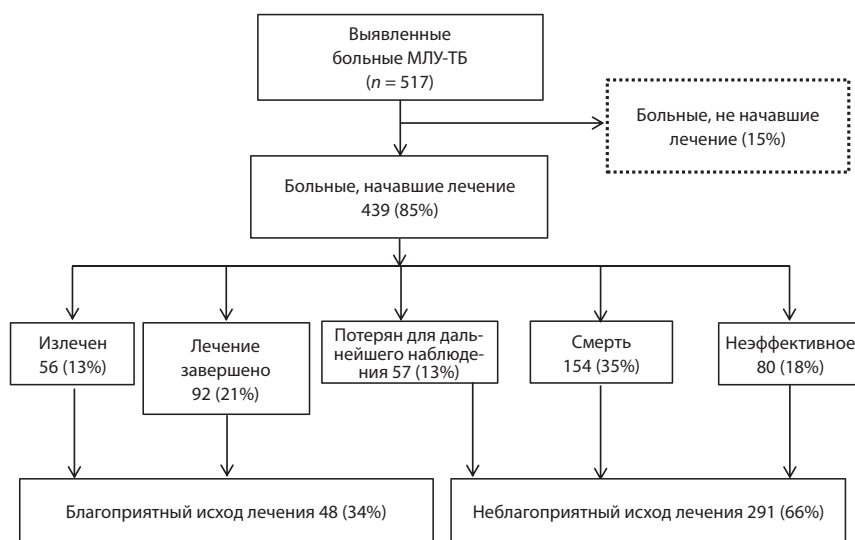 Выявленные
больные МЛУ-ТБ
(n = 517)
Больные, не начавшие
лечение (15%)
Больные, начавшие лечение
439 (85%)
Излечен
56 (13%)
Лечение
завершено
92 (21%)
Потерян для даль-
нейшего наблюде-
ния 57 (13%)
Смерть
154 (35%)
Неэффективное
80 (18%)
Благоприятный исход лечения 48 (34%)
Неблагоприятный исход лечения 291 (66%)